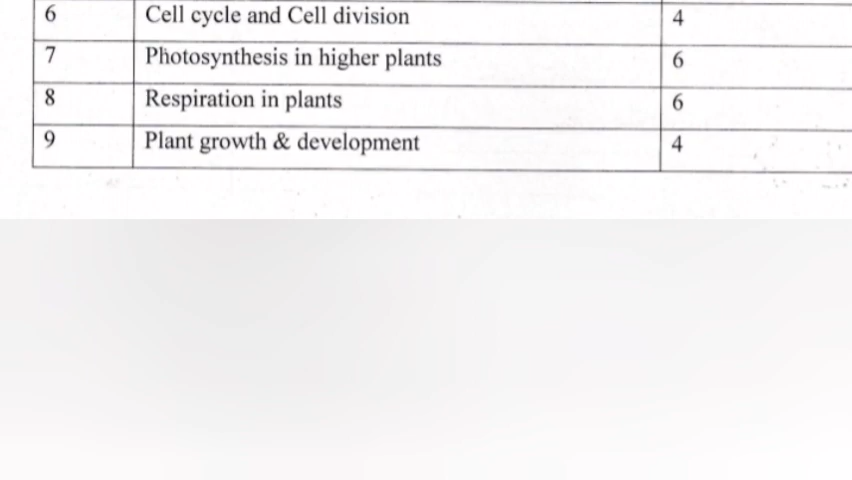 6 Cell cycle and Cell division 4
7 Photosynthesis in higher plants 6
8 Respiration in plants 6
9 Plant growth & development 4